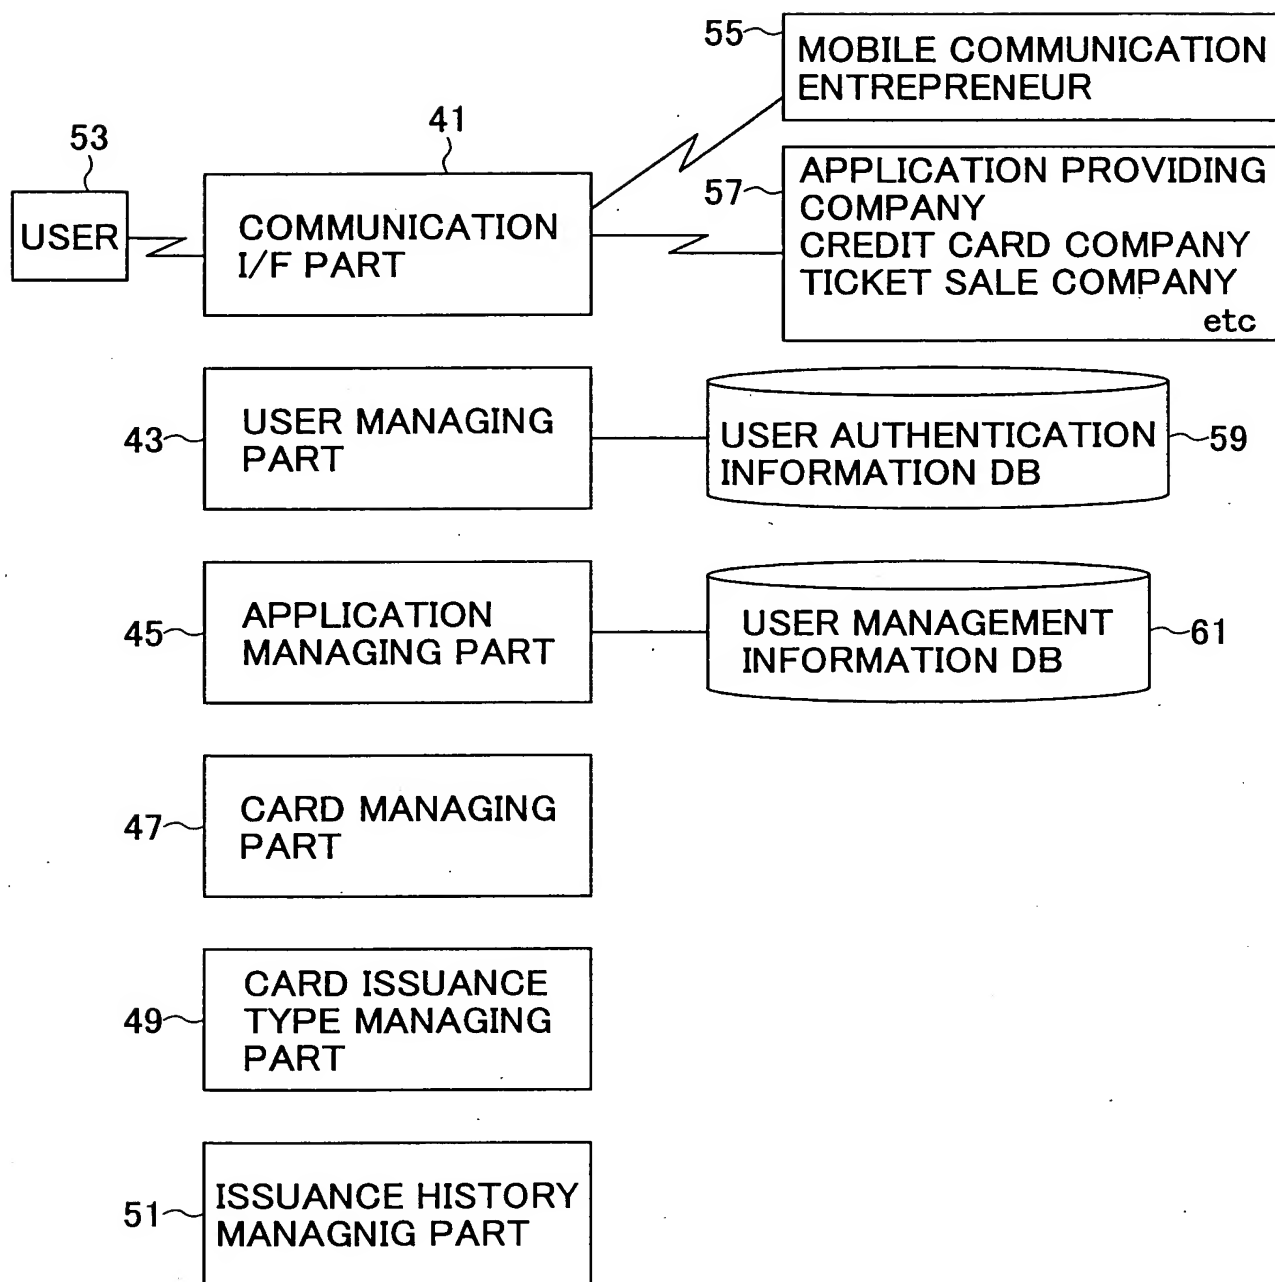 55
MOBILE COMMUNICATION
ENTREPRENEUR
53
41
USER
COMMUNICATION
I/F PART
57
APPLICATION PROVIDING
COMPANY
CREDIT CARD COMPANY
TICKET SALE COMPANY
etc
43
USER MANAGING
PART
USER AUTHENTICATION
INFORMATION DB
59
45
APPLICATION
MANAGING PART
USER MANAGEMENT
INFORMATION DB
61
47
CARD MANAGING
PART
49
CARD ISSUANCE
TYPE MANAGING
PART
51
ISSUANCE HISTORY
MANAGNIG PART